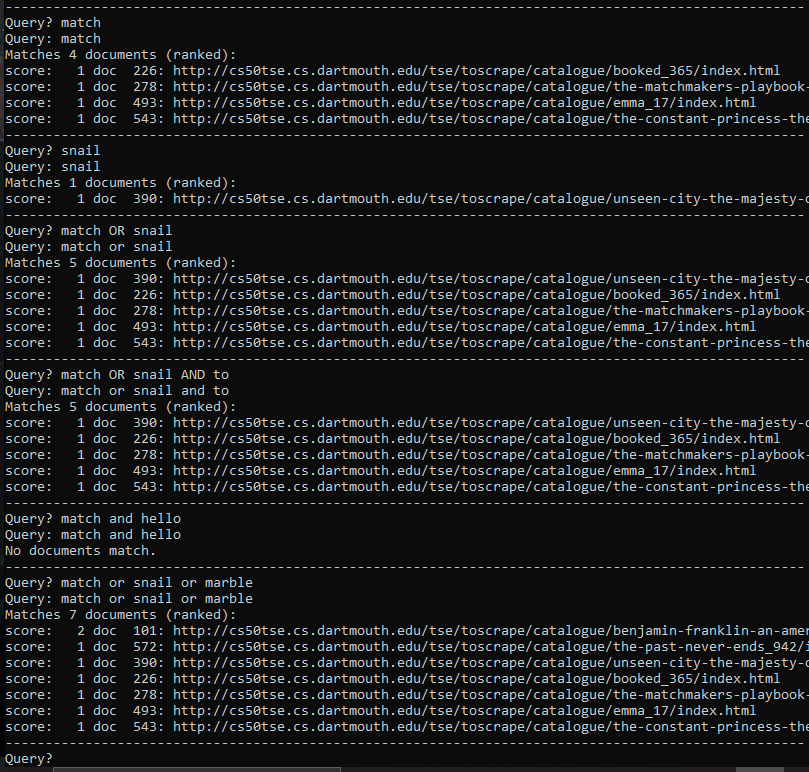 --------------------------------------------------------------------------------
Query? match
Query: match
Matches 4 documents (ranked):
score:   1 doc  226: http://cs50tse.cs.dartmouth.edu/tse/toscrape/catalogue/booked_365/index.html
score:   1 doc  278: http://cs50tse.cs.dartmouth.edu/tse/toscrape/catalogue/the-matchmakers-playbook-
score:   1 doc  493: http://cs50tse.cs.dartmouth.edu/tse/toscrape/catalogue/emma_17/index.html
score:   1 doc  543: http://cs50tse.cs.dartmouth.edu/tse/toscrape/catalogue/the-constant-princess-the
--------------------------------------------------------------------------------
Query? snail
Query: snail
Matches 1 documents (ranked):
score:   1 doc  390: http://cs50tse.cs.dartmouth.edu/tse/toscrape/catalogue/unseen-city-the-majesty-o
--------------------------------------------------------------------------------
Query? match OR snail
Query: match or snail
Matches 5 documents (ranked):
score:   1 doc  390: http://cs50tse.cs.dartmouth.edu/tse/toscrape/catalogue/unseen-city-the-majesty-o
score:   1 doc  226: http://cs50tse.cs.dartmouth.edu/tse/toscrape/catalogue/booked_365/index.html
score:   1 doc  278: http://cs50tse.cs.dartmouth.edu/tse/toscrape/catalogue/the-matchmakers-playbook-
score:   1 doc  493: http://cs50tse.cs.dartmouth.edu/tse/toscrape/catalogue/emma_17/index.html
score:   1 doc  543: http://cs50tse.cs.dartmouth.edu/tse/toscrape/catalogue/the-constant-princess-the
--------------------------------------------------------------------------------
Query? match OR snail AND to
Query: match or snail and to
Matches 5 documents (ranked):
score:   1 doc  390: http://cs50tse.cs.dartmouth.edu/tse/toscrape/catalogue/unseen-city-the-majesty-o
score:   1 doc  226: http://cs50tse.cs.dartmouth.edu/tse/toscrape/catalogue/booked_365/index.html
score:   1 doc  278: http://cs50tse.cs.dartmouth.edu/tse/toscrape/catalogue/the-matchmakers-playbook-
score:   1 doc  493: http://cs50tse.cs.dartmouth.edu/tse/toscrape/catalogue/emma_17/index.html
score:   1 doc  543: http://cs50tse.cs.dartmouth.edu/tse/toscrape/catalogue/the-constant-princess-the
--------------------------------------------------------------------------------
Query? match and hello
Query: match and hello
No documents match.
--------------------------------------------------------------------------------
Query? match or snail or marble
Query: match or snail or marble
Matches 7 documents (ranked):
score:   2 doc  101: http://cs50tse.cs.dartmouth.edu/tse/toscrape/catalogue/benjamin-franklin-an-amer
score:   1 doc  572: http://cs50tse.cs.dartmouth.edu/tse/toscrape/catalogue/the-past-never-ends_942/i
score:   1 doc  390: http://cs50tse.cs.dartmouth.edu/tse/toscrape/catalogue/unseen-city-the-majesty-o
score:   1 doc  226: http://cs50tse.cs.dartmouth.edu/tse/toscrape/catalogue/booked_365/index.html
score:   1 doc  278: http://cs50tse.cs.dartmouth.edu/tse/toscrape/catalogue/the-matchmakers-playbook-
score:   1 doc  493: http://cs50tse.cs.dartmouth.edu/tse/toscrape/catalogue/emma_17/index.html
score:   1 doc  543: http://cs50tse.cs.dartmouth.edu/tse/toscrape/catalogue/the-constant-princess-the
--------------------------------------------------------------------------------
Query?